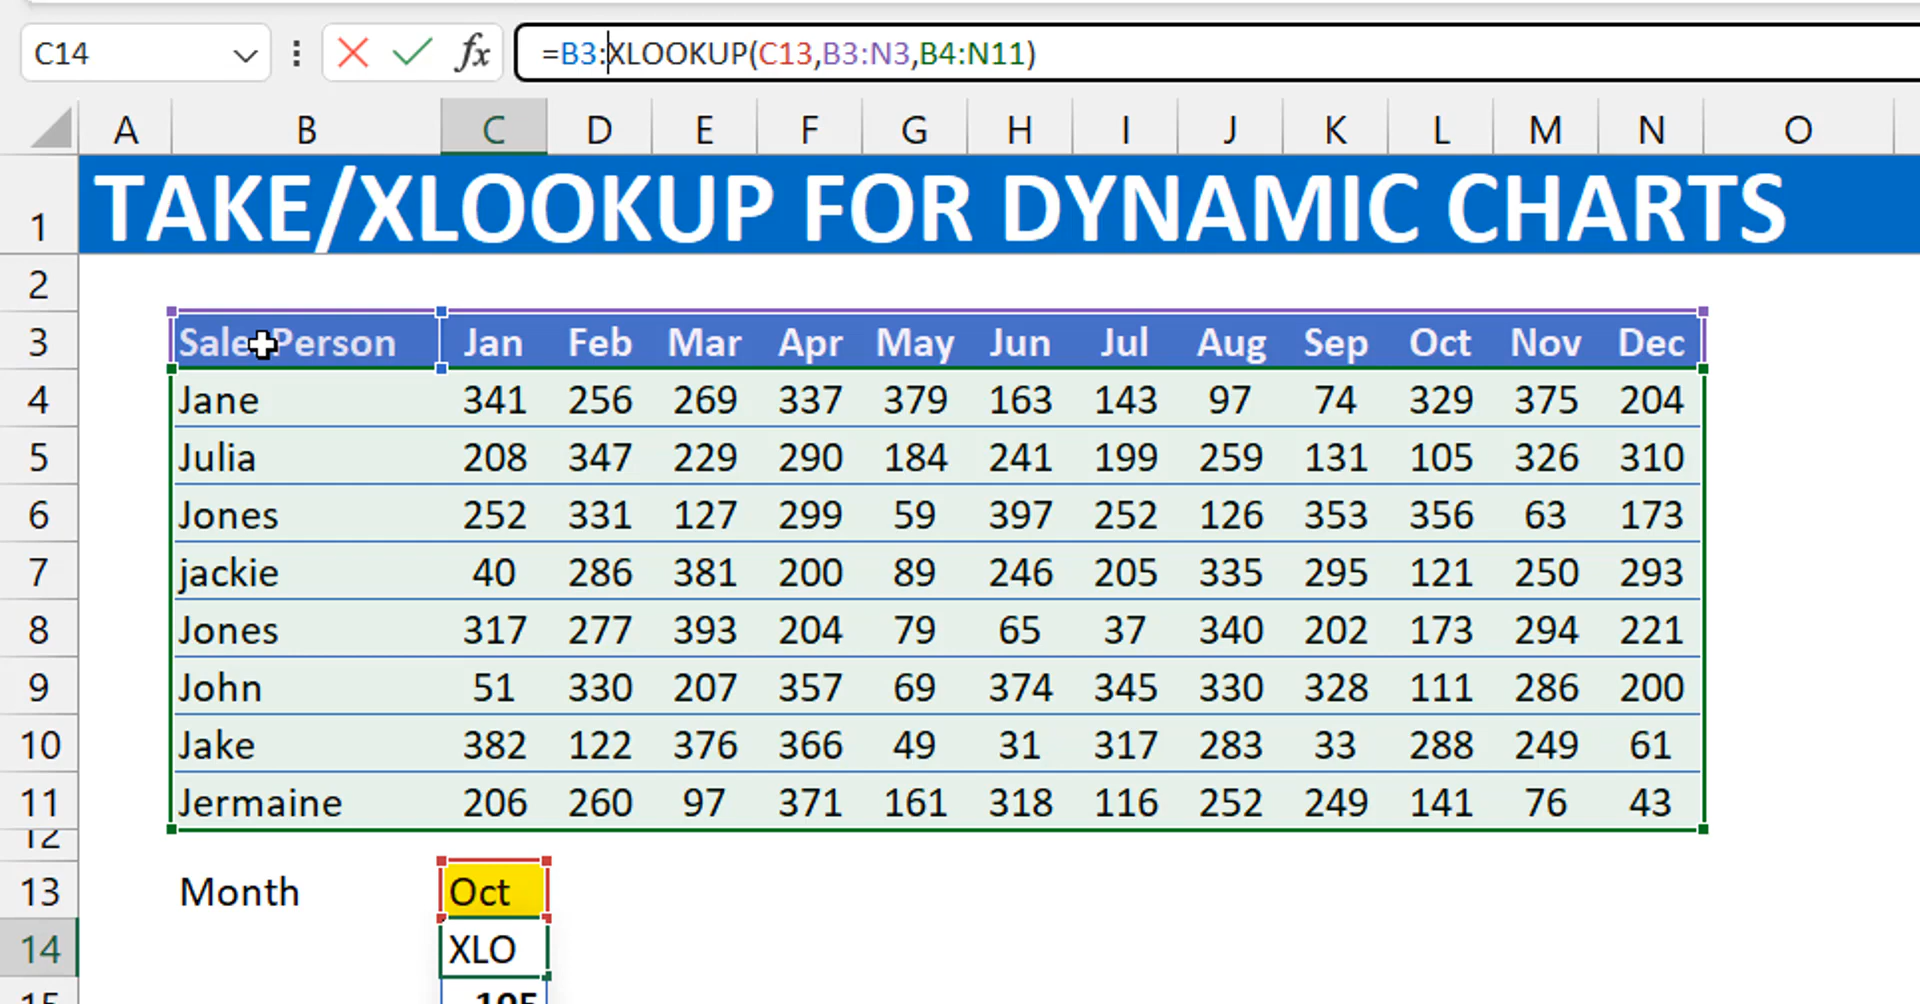 C14 fx =B3:XLOOKUP(C13,B3:N3,B4:N11)
A B C D E F G H I J K L M N O
1 TAKE/XLOOKUP FOR DYNAMIC CHARTS
2
3 Sale Person Jan Feb Mar Apr May Jun Jul Aug Sep Oct Nov Dec
4 Jane 341 256 269 337 379 163 143 97 74 329 375 204
5 Julia 208 347 229 290 184 241 199 259 131 105 326 310
6 Jones 252 331 127 299 59 397 252 126 353 356 63 173
7 jackie 40 286 381 200 89 246 205 335 295 121 250 293
8 Jones 317 277 393 204 79 65 37 340 202 173 294 221
9 John 51 330 207 357 69 374 345 330 328 111 286 200
10 Jake 382 122 376 366 49 31 317 283 33 288 249 61
11 Jermaine 206 260 97 371 161 318 116 252 249 141 76 43
12
13 Month Oct
14 XLO
15 105